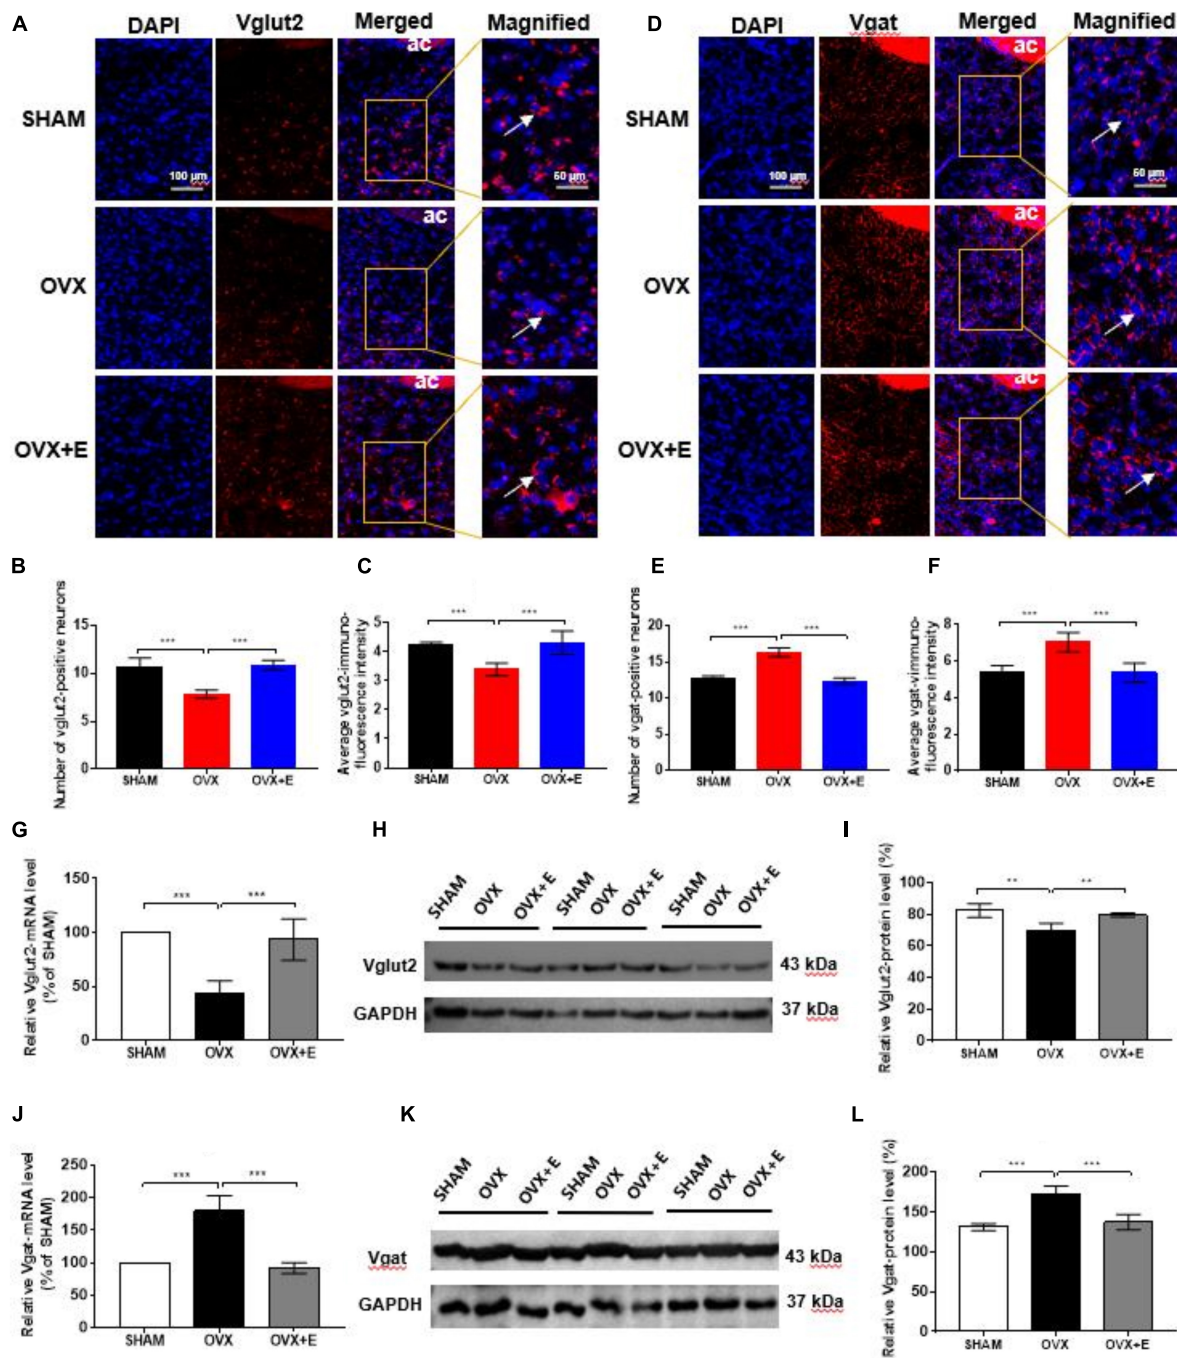 A
DAPI Vglut2 Merged Magnified
ac
SHAM
100 µm
50 µm
ac
OVX
ac
OVX+E
D
DAPI Vgat Merged Magnified
ac
SHAM
100 µm
50 µm
ac
OVX
ac
OVX+E
B
Number of vglut2-positive neurons
15
10
5
0
*** ***
SHAM OVX OVX+E
C
Average vglut2-immuno-
fluorescence intensity
5
4
3
2
1
0
*** ***
SHAM OVX OVX+E
E
Number of vgat-positive neurons
20
15
10
5
0
*** ***
SHAM OVX OVX+E
F
Average vgat-vimmuno-
fluorescence intensity
8
6
4
2
0
*** ***
SHAM OVX OVX+E
G
Relative Vglut2-mRNA level
(% of SHAM)
150
100
50
0
*** ***
SHAM OVX OVX+E
H
SHAM OVX OVX+E SHAM OVX OVX+E SHAM OVX OVX+E
Vglut2 43 kDa
GAPDH 37 kDa
I
Relative Vglut2-protein level (%)
100
80
60
40
20
0
** **
SHAM OVX OVX+E
J
Relative Vgat-mRNA level
(% of SHAM)
250
200
150
100
50
0
*** ***
SHAM OVX OVX+E
K
SHAM OVX OVX+E SHAM OVX OVX+E SHAM OVX OVX+E
Vgat 43 kDa
GAPDH 37 kDa
L
Relative Vgat-protein level (%)
200
150
100
50
0
*** ***
SHAM OVX OVX+E